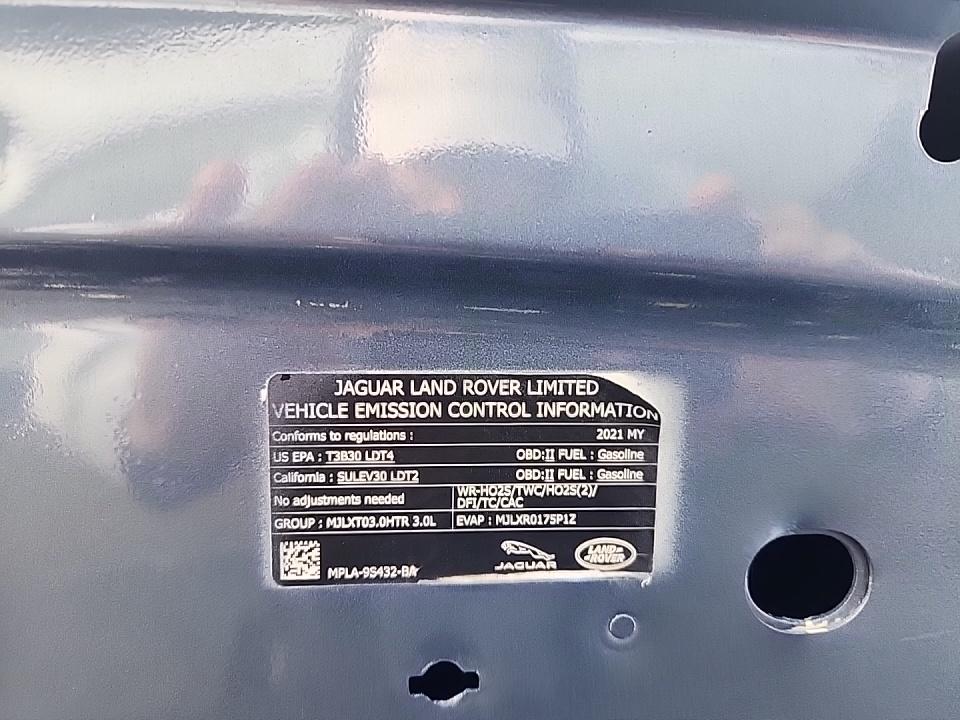 JAGUAR LAND ROVER LIMITED
VEHICLE EMISSION CONTROL INFORMATION
Conforms to regulations : 2021 MY
US EPA : T3B30 LDT4 OBD:II FUEL : Gasoline
California : SULEV30 LDT2 OBD:II FUEL : Gasoline
No adjustments needed
WR-HO2S/TWC/HO2S(2)/
DFI/TC/CAC
GROUP : MJLXT03.0HTR 3.0L EVAP : MJLXR0175P1Z
MPLA-9S432-BA
JAGUAR
LAND
ROVER